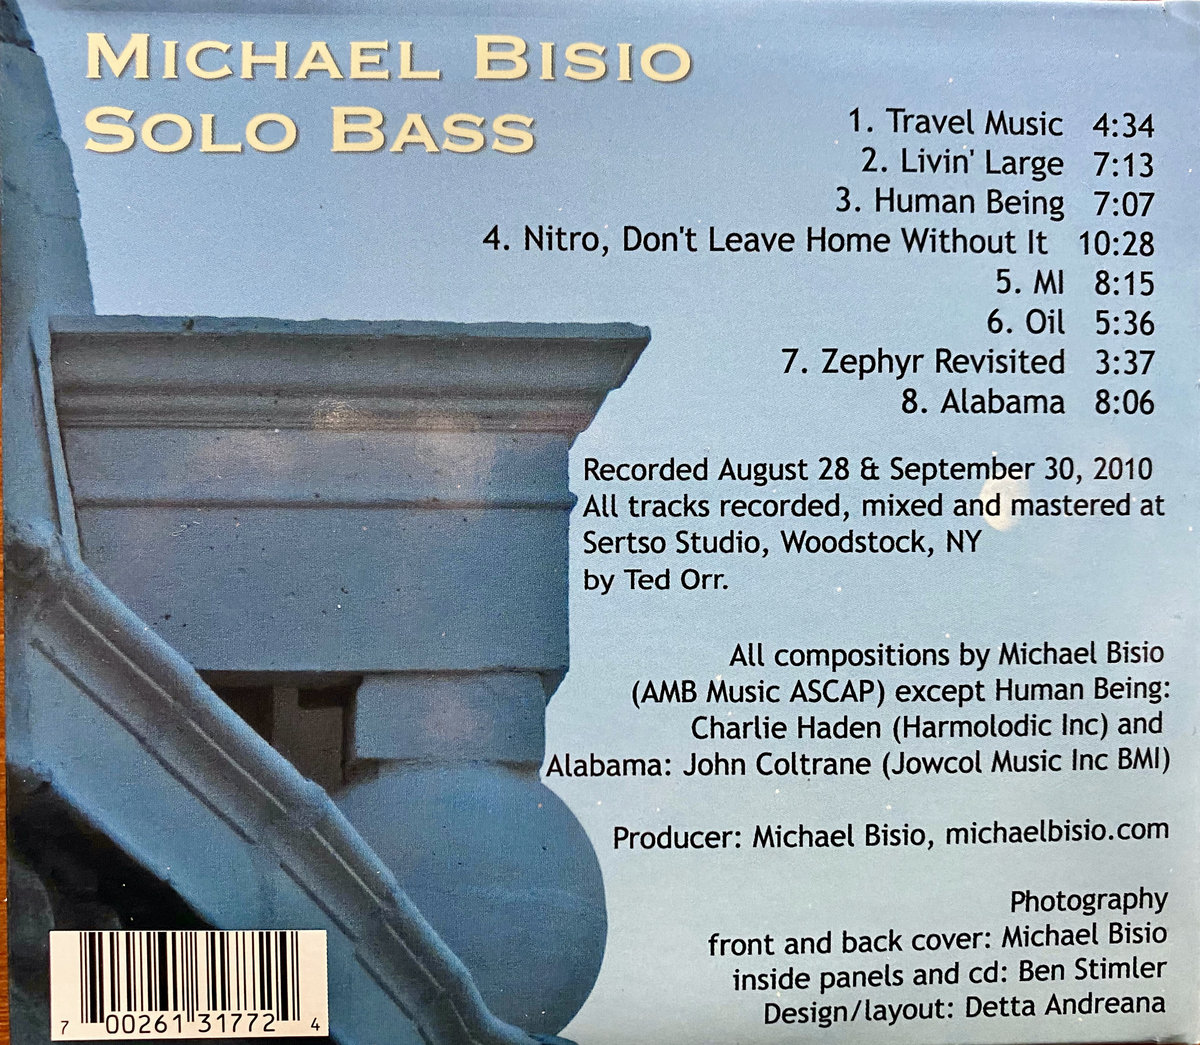 MICHAEL BISIO
SOLO BASS
1. Travel Music 4:34
2. Livin' Large 7:13
3. Human Being 7:07
4. Nitro, Don't Leave Home Without It 10:28
5. MI 8:15
6. Oil 5:36
7. Zephyr Revisited 3:37
8. Alabama 8:06
Recorded August 28 & September 30, 2010
All tracks recorded, mixed and mastered at
Sertso Studio, Woodstock, NY
by Ted Orr.
All compositions by Michael Bisio
(AMB Music ASCAP) except Human Being:
Charlie Haden (Harmolodic Inc) and
Alabama: John Coltrane (Jowcol Music Inc BMI)
Producer: Michael Bisio, michaelbisio.com
Photography
front and back cover: Michael Bisio
inside panels and cd: Ben Stimler
Design/layout: Detta Andreana
7 00261 31772 4